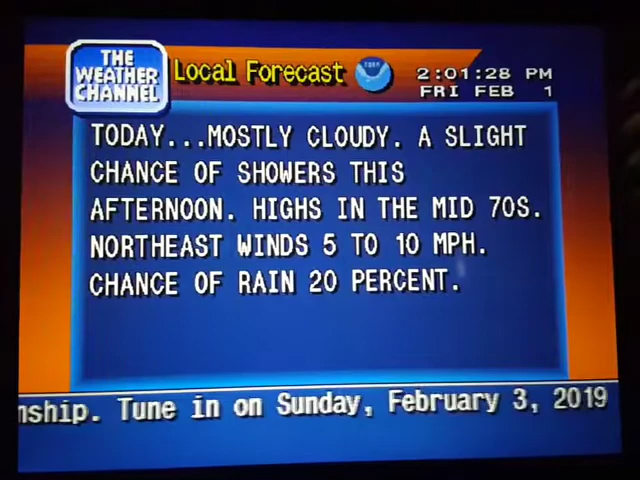 THE
WEATHER
CHANNEL
Local Forecast
2:01:28 PM
FRI FEB 1
TODAY...MOSTLY CLOUDY. A SLIGHT
CHANCE OF SHOWERS THIS
AFTERNOON. HIGHS IN THE MID 70S.
NORTHEAST WINDS 5 TO 10 MPH.
CHANCE OF RAIN 20 PERCENT.
nship. Tune in on Sunday, February 3, 2019